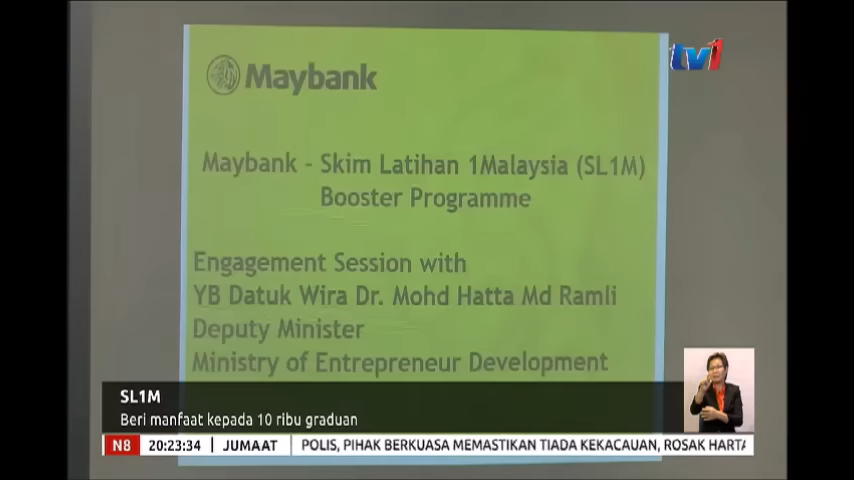 tv1
Maybank
Maybank - Skim Latihan 1Malaysia (SL1M)
Booster Programme
Engagement Session with
YB Datuk Wira Dr. Mohd Hatta Md Ramli
Deputy Minister
Ministry of Entrepreneur Development
SL1M
Beri manfaat kepada 10 ribu graduan
N8 20:23:34 | JUMAAT POLIS, PIHAK BERKUASA MEMASTIKAN TIADA KEKACAUAN, ROSAK HARTA